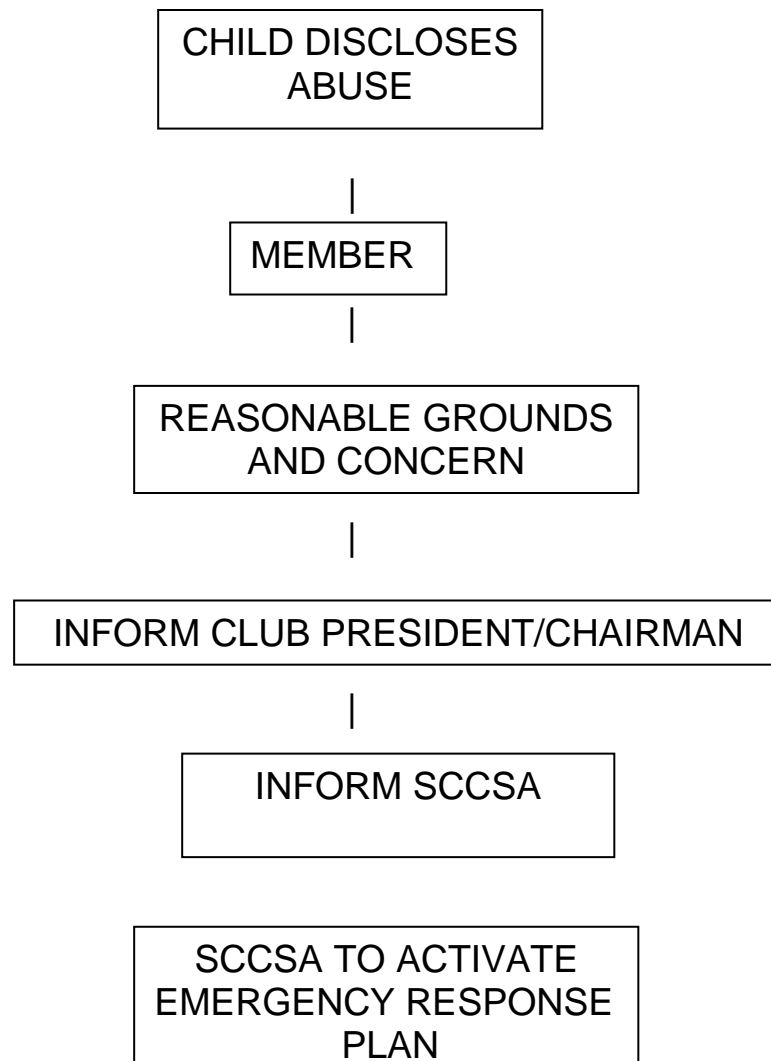 CHILD DISCLOSES
ABUSE
|
MEMBER
|
REASONABLE GROUNDS
AND CONCERN
|
INFORM CLUB PRESIDENT/CHAIRMAN
|
INFORM SCCSA
SCCSA TO ACTIVATE
EMERGENCY RESPONSE
PLAN